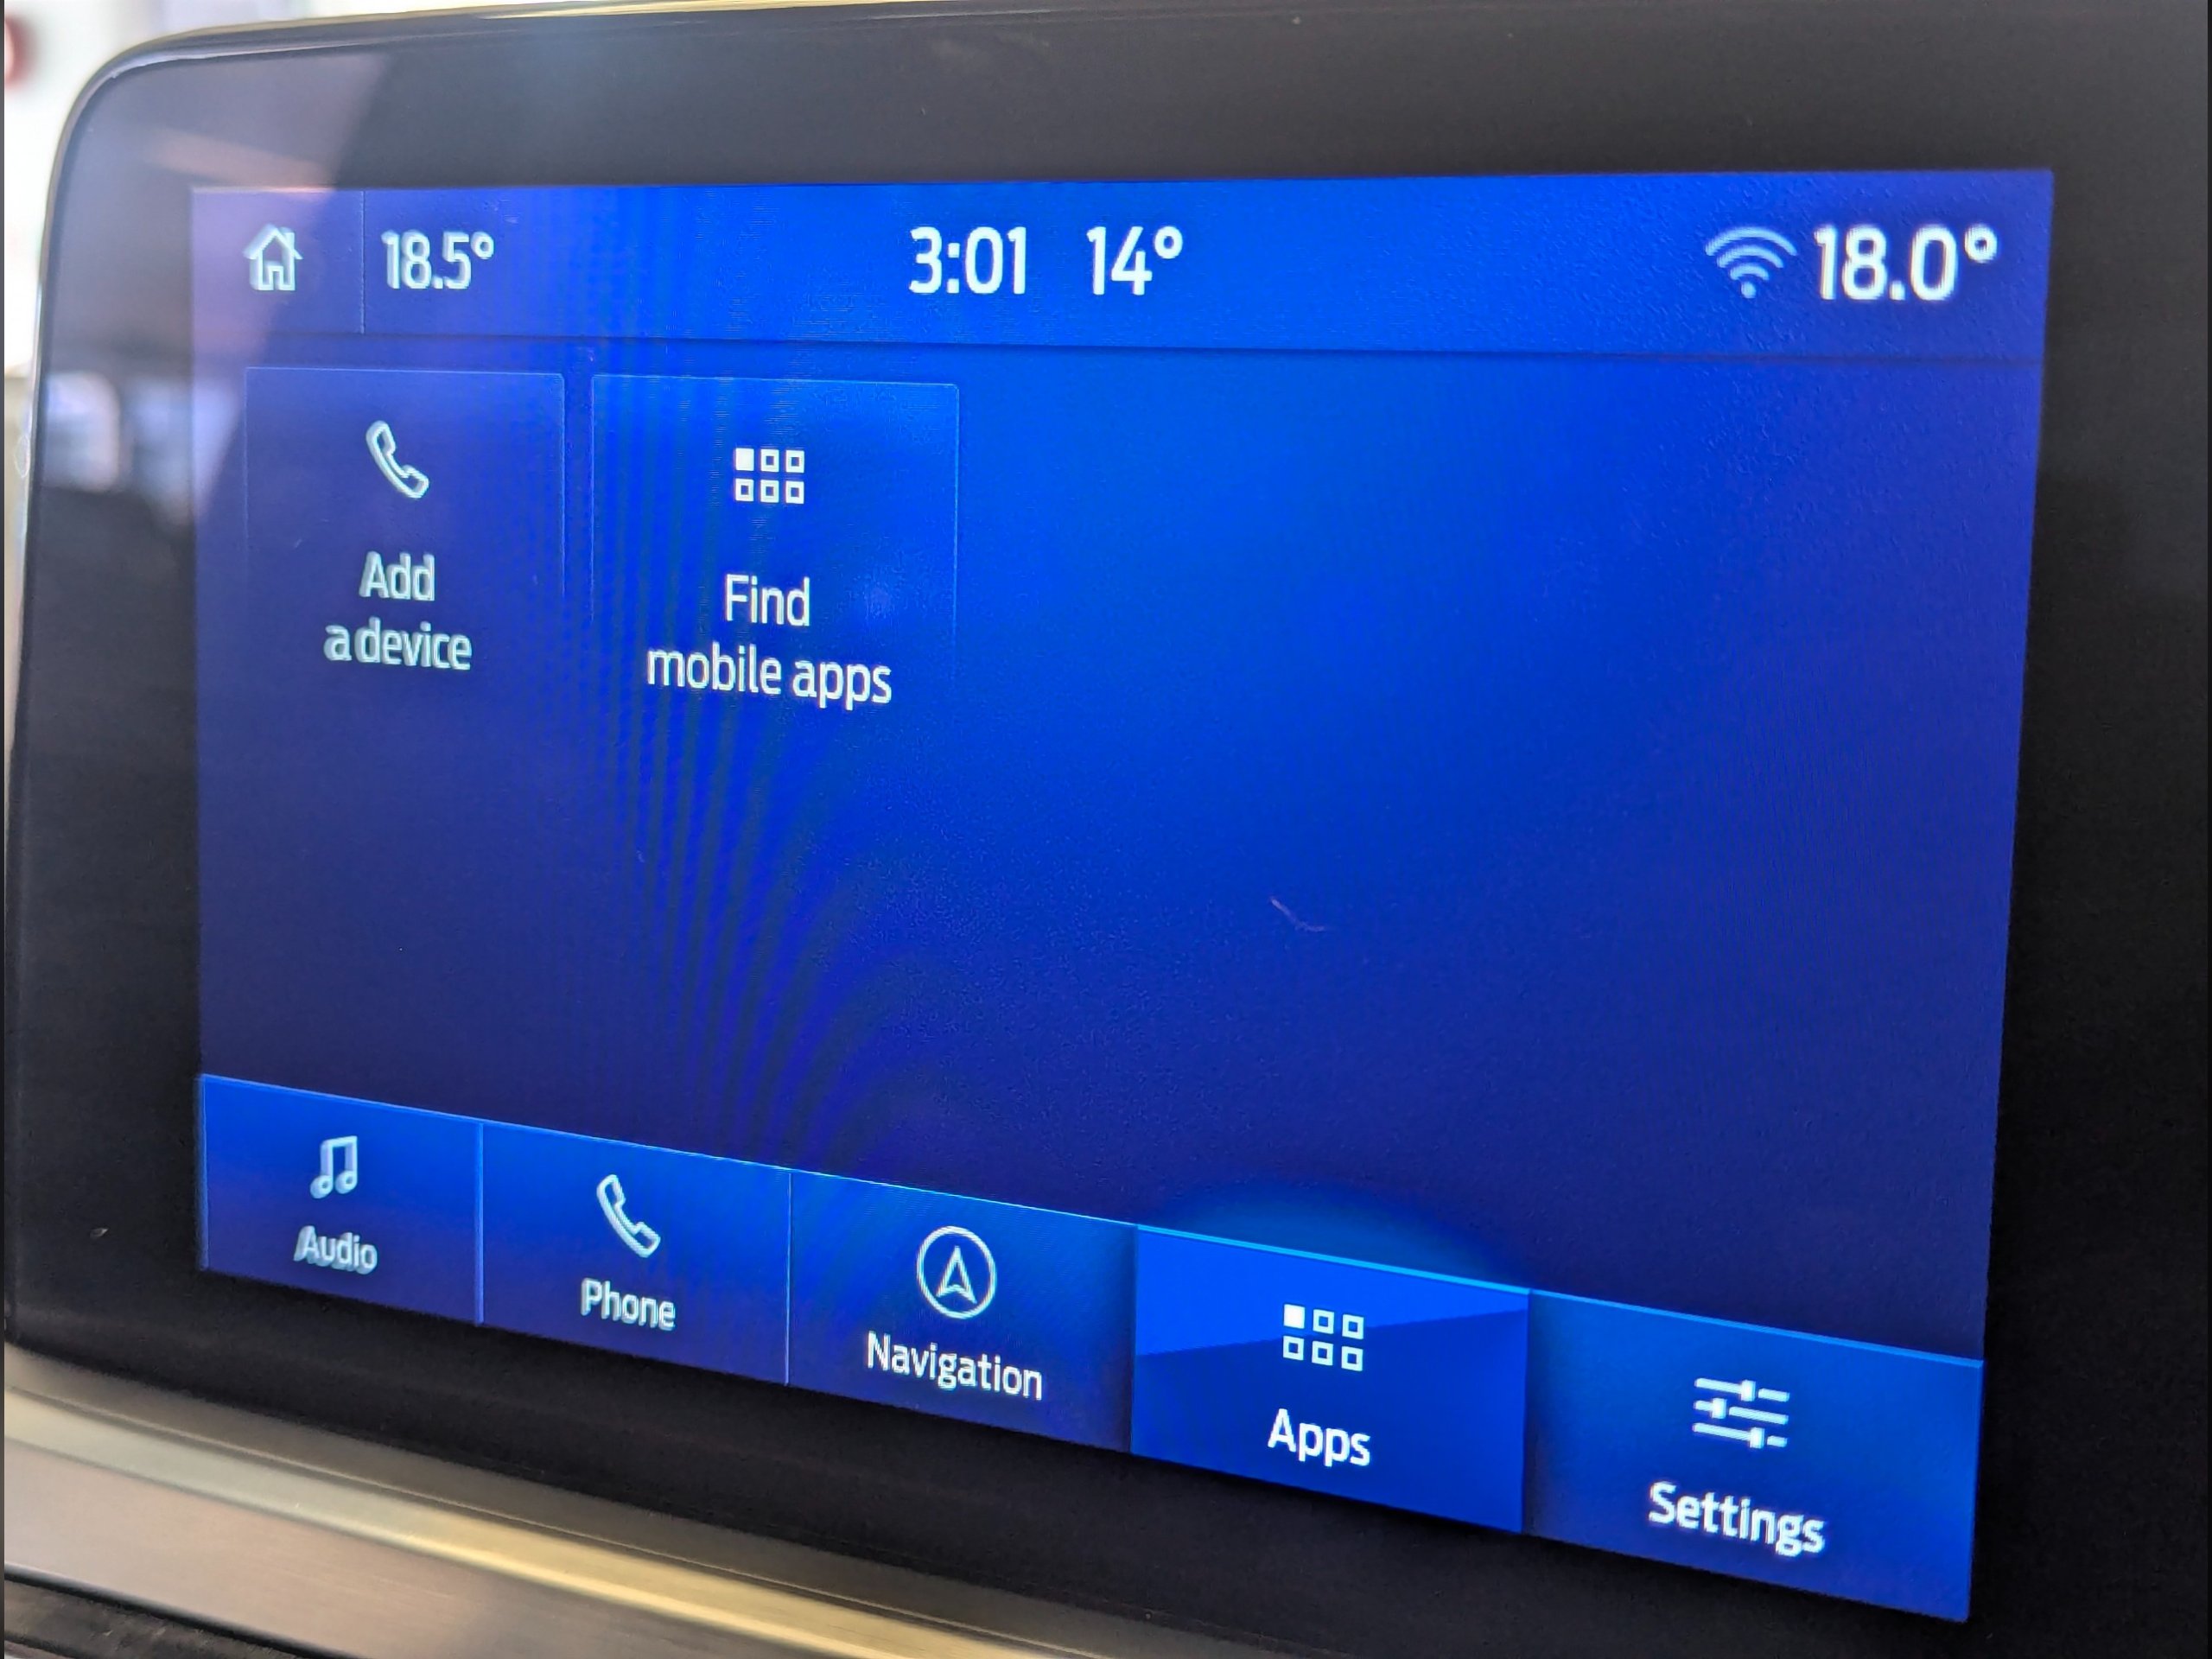 18.5° 3:01 14° 18.0°
Add
a device
Find
mobile apps
Audio
Phone
Navigation
Apps
Settings